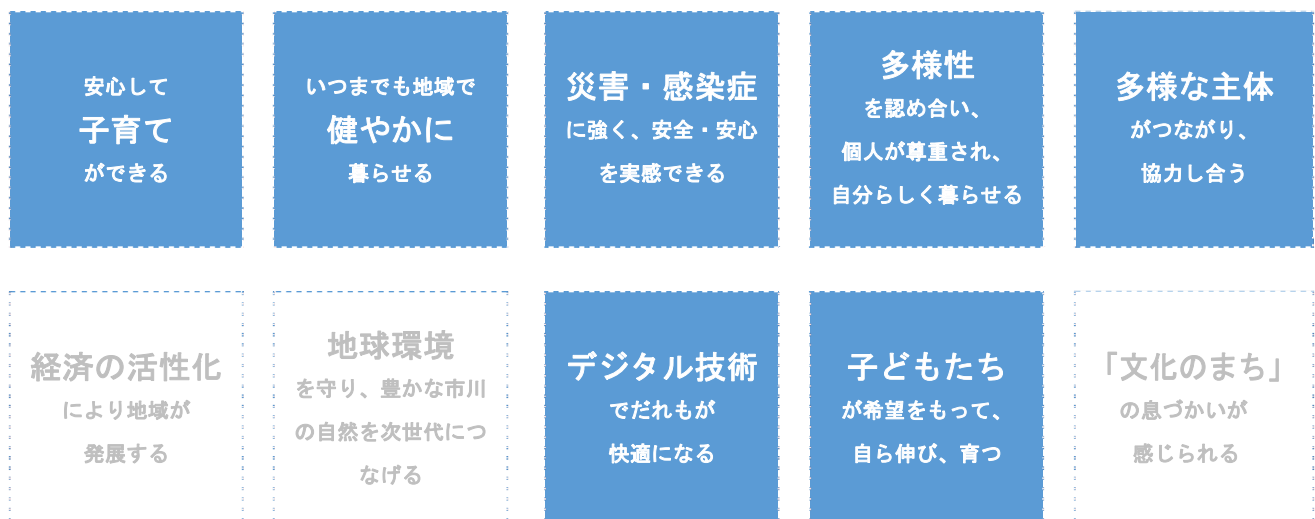 安心して
子育て
ができる
いつまでも地域で
健やかに
暮らせる
災害・感染症
に強く、安全・安心
を実感できる
多様性
を認め合い、
個人が尊重され、
自分らしく暮らせる
多様な主体
がつながり、
協力し合う
経済の活性化
により地域が
発展する
地球環境
を守り、豊かな市川
の自然を次世代につ
なげる
デジタル技術
でだれもが
快適になる
子どもたち
が希望をもって、
自ら伸び、育つ
「文化のまち」
の息づかいが
感じられる